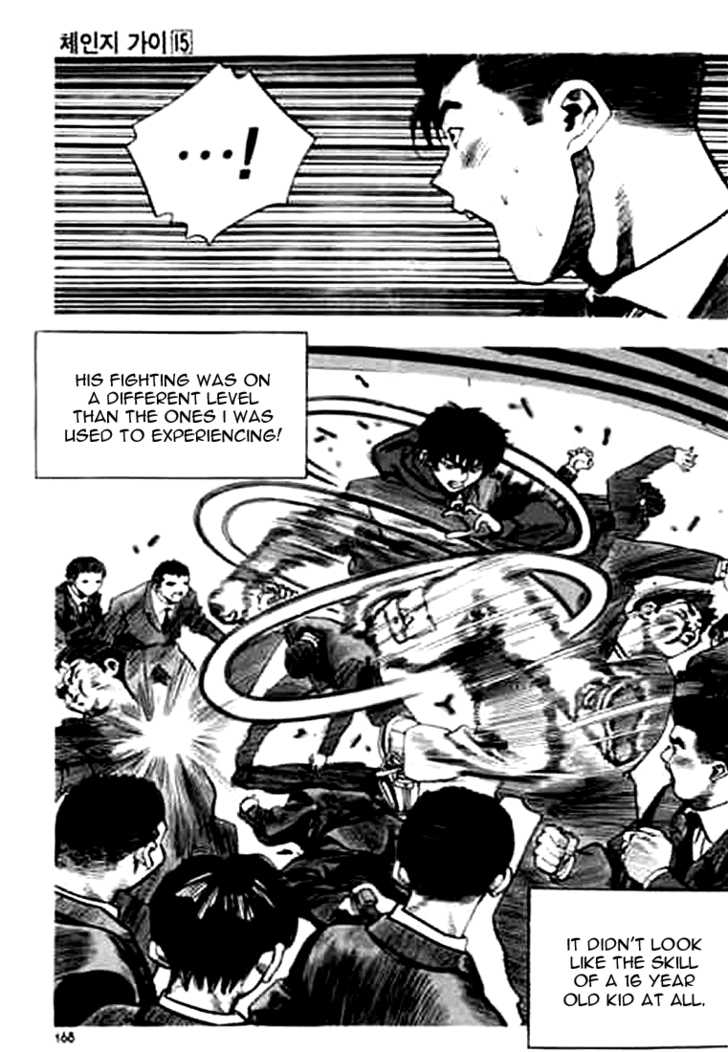 체인지 가이 15
...!
HIS FIGHTING WAS ON
A DIFFERENT LEVEL
THAN THE ONES I WAS
USED TO EXPERIENCING!
IT DIDN'T LOOK
LIKE THE SKILL
OF A 16 YEAR
OLD KID AT ALL.
168